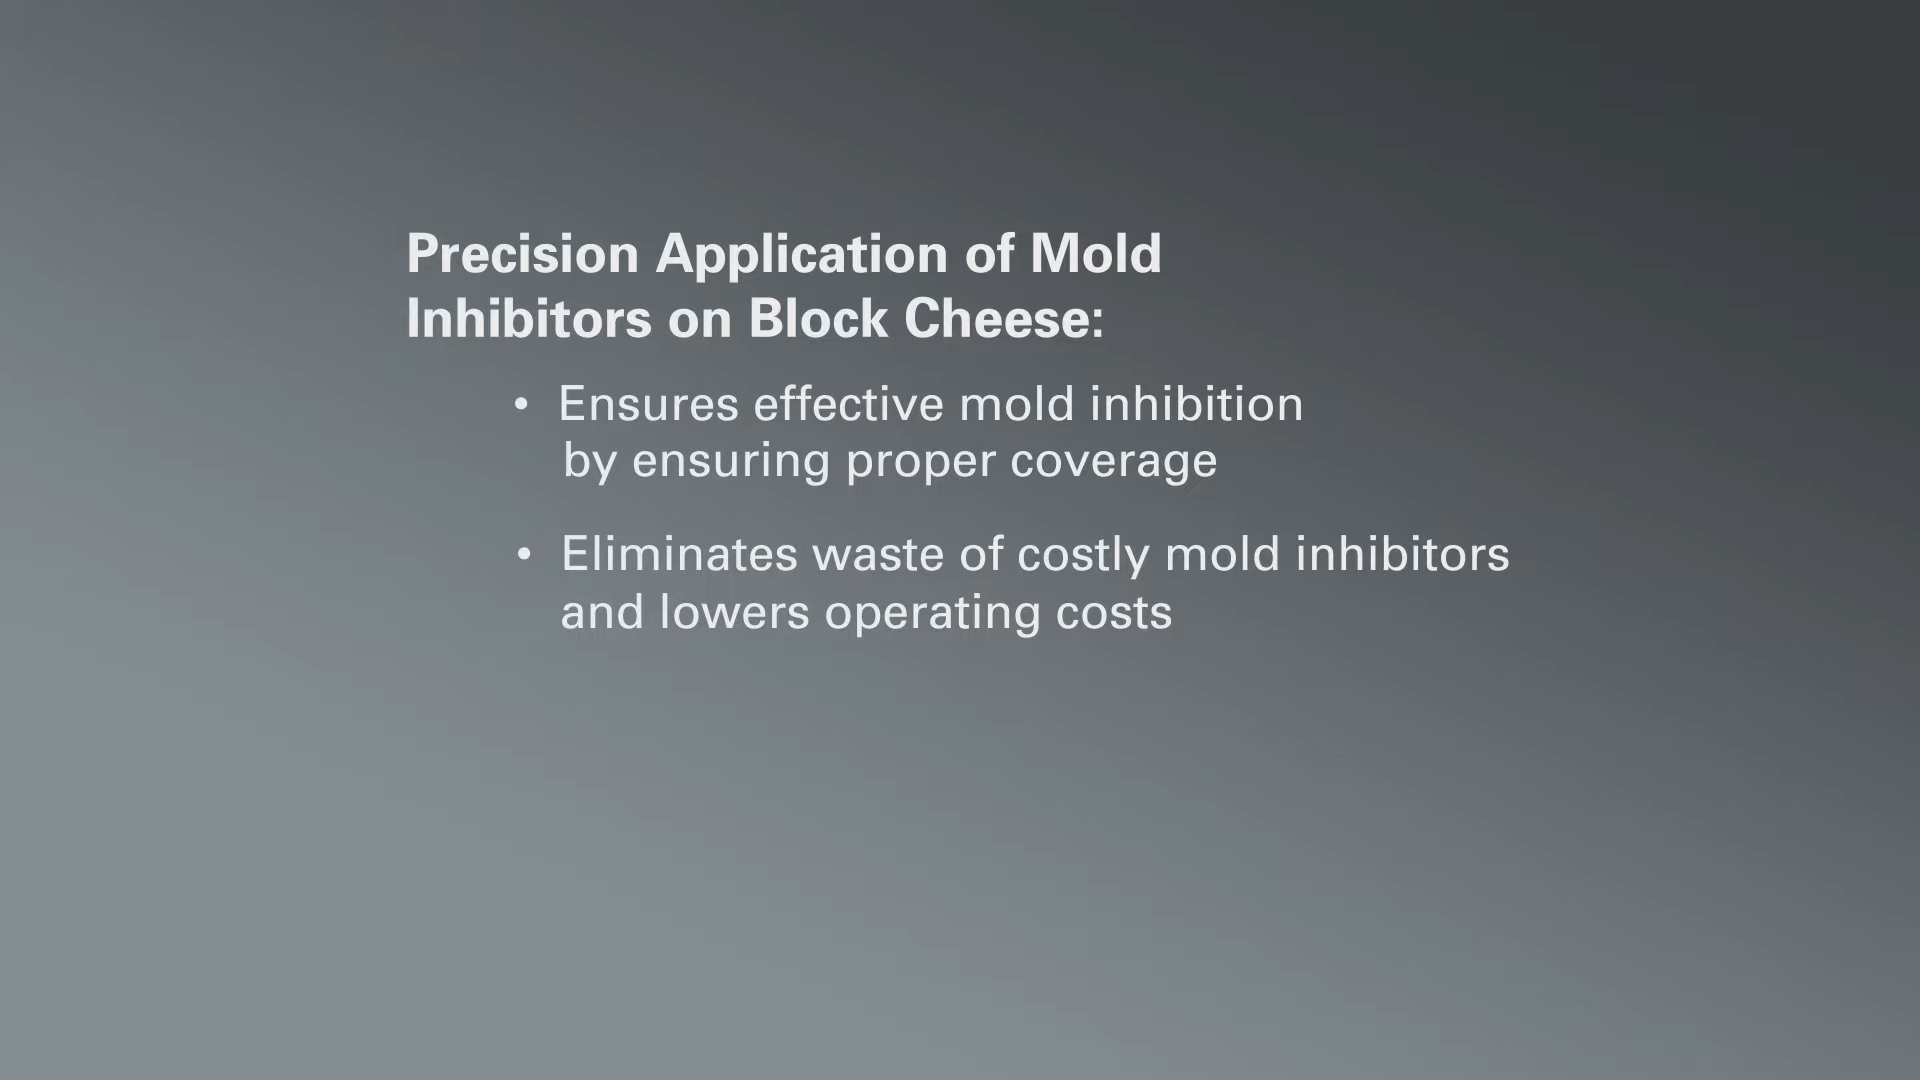 Precision Application of Mold
Inhibitors on Block Cheese:
• Ensures effective mold inhibition
by ensuring proper coverage
• Eliminates waste of costly mold inhibitors
and lowers operating costs